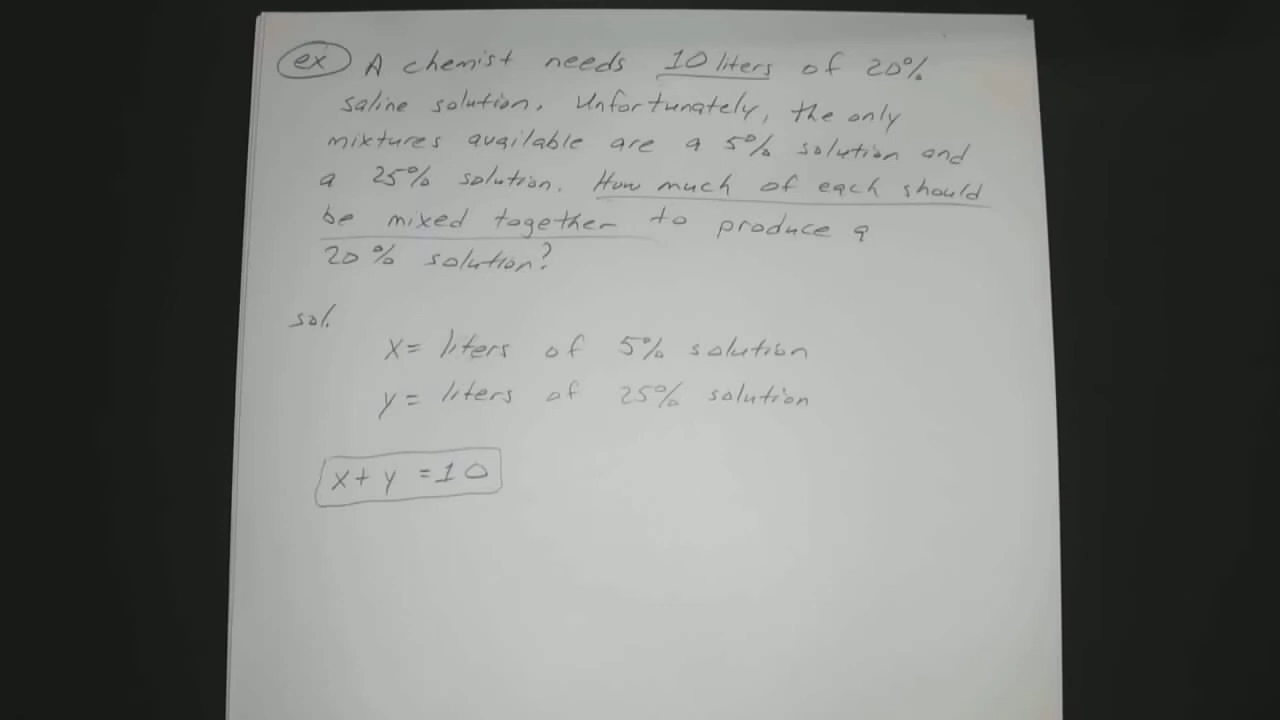 ex A chemist needs 10 liters of 20%
saline solution. Unfortunately, the only
mixtures available are a 5% solution and
a 25% solution. How much of each should
be mixed together to produce a
20% solution?
sol.
x= liters of 5% solution
y= liters of 25% solution
x+y=10